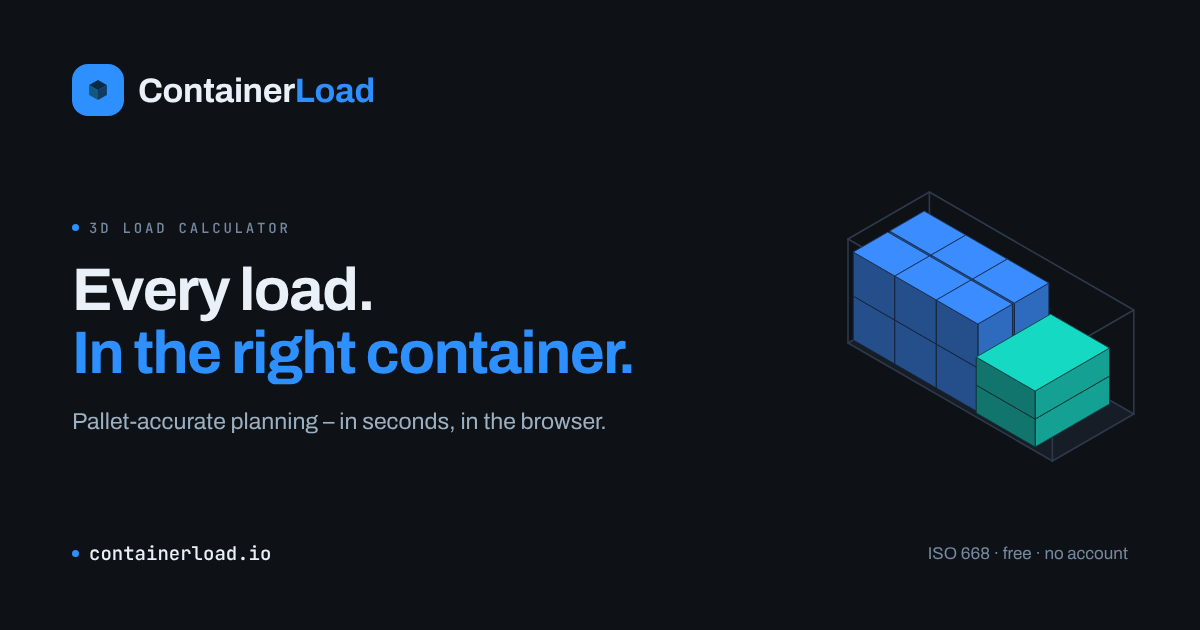 ContainerLoad
3D LOAD CALCULATOR
Every load.
In the right container.
Pallet-accurate planning – in seconds, in the browser.
containerload.io
ISO 668 · free · no account